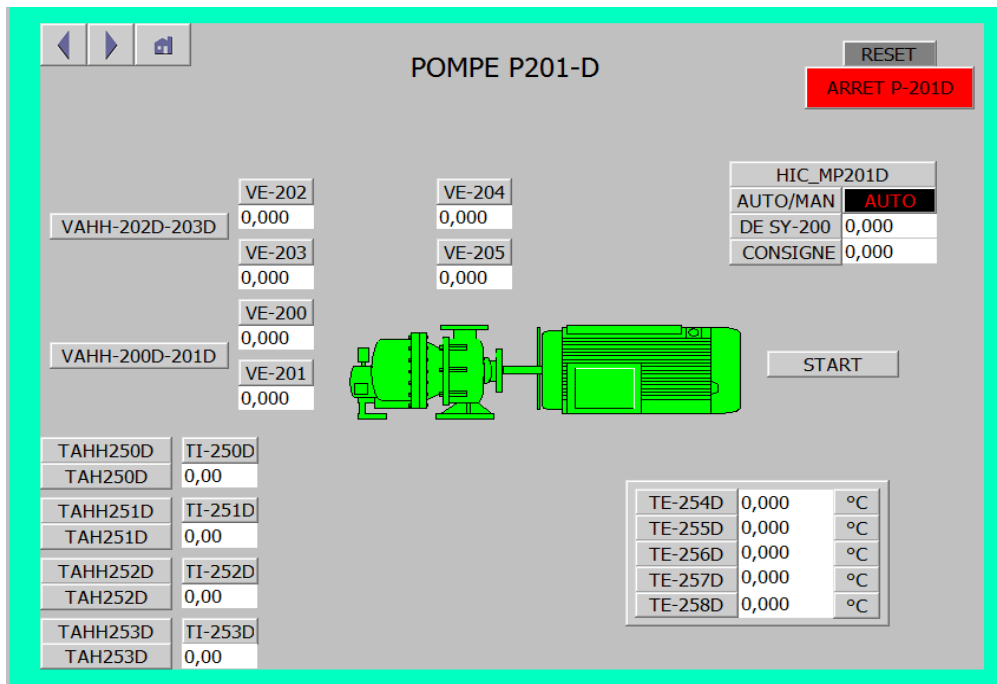 POMPE P201-D
RESET
ARRET P-201D
HIC_MP201D
AUTO/MAN AUTO
DE SY-200 0,000
CONSIGNE 0,000
VAHH-202D-203D
VE-202
0,000
VE-203
0,000
VE-204
0,000
VE-205
0,000
VAHH-200D-201D
VE-200
0,000
VE-201
0,000
START
TAHH250D TI-250D
TAH250D 0,00
TAHH251D TI-251D
TAH251D 0,00
TAHH252D TI-252D
TAH252D 0,00
TAHH253D TI-253D
TAH253D 0,00
TE-254D 0,000 °C
TE-255D 0,000 °C
TE-256D 0,000 °C
TE-257D 0,000 °C
TE-258D 0,000 °C